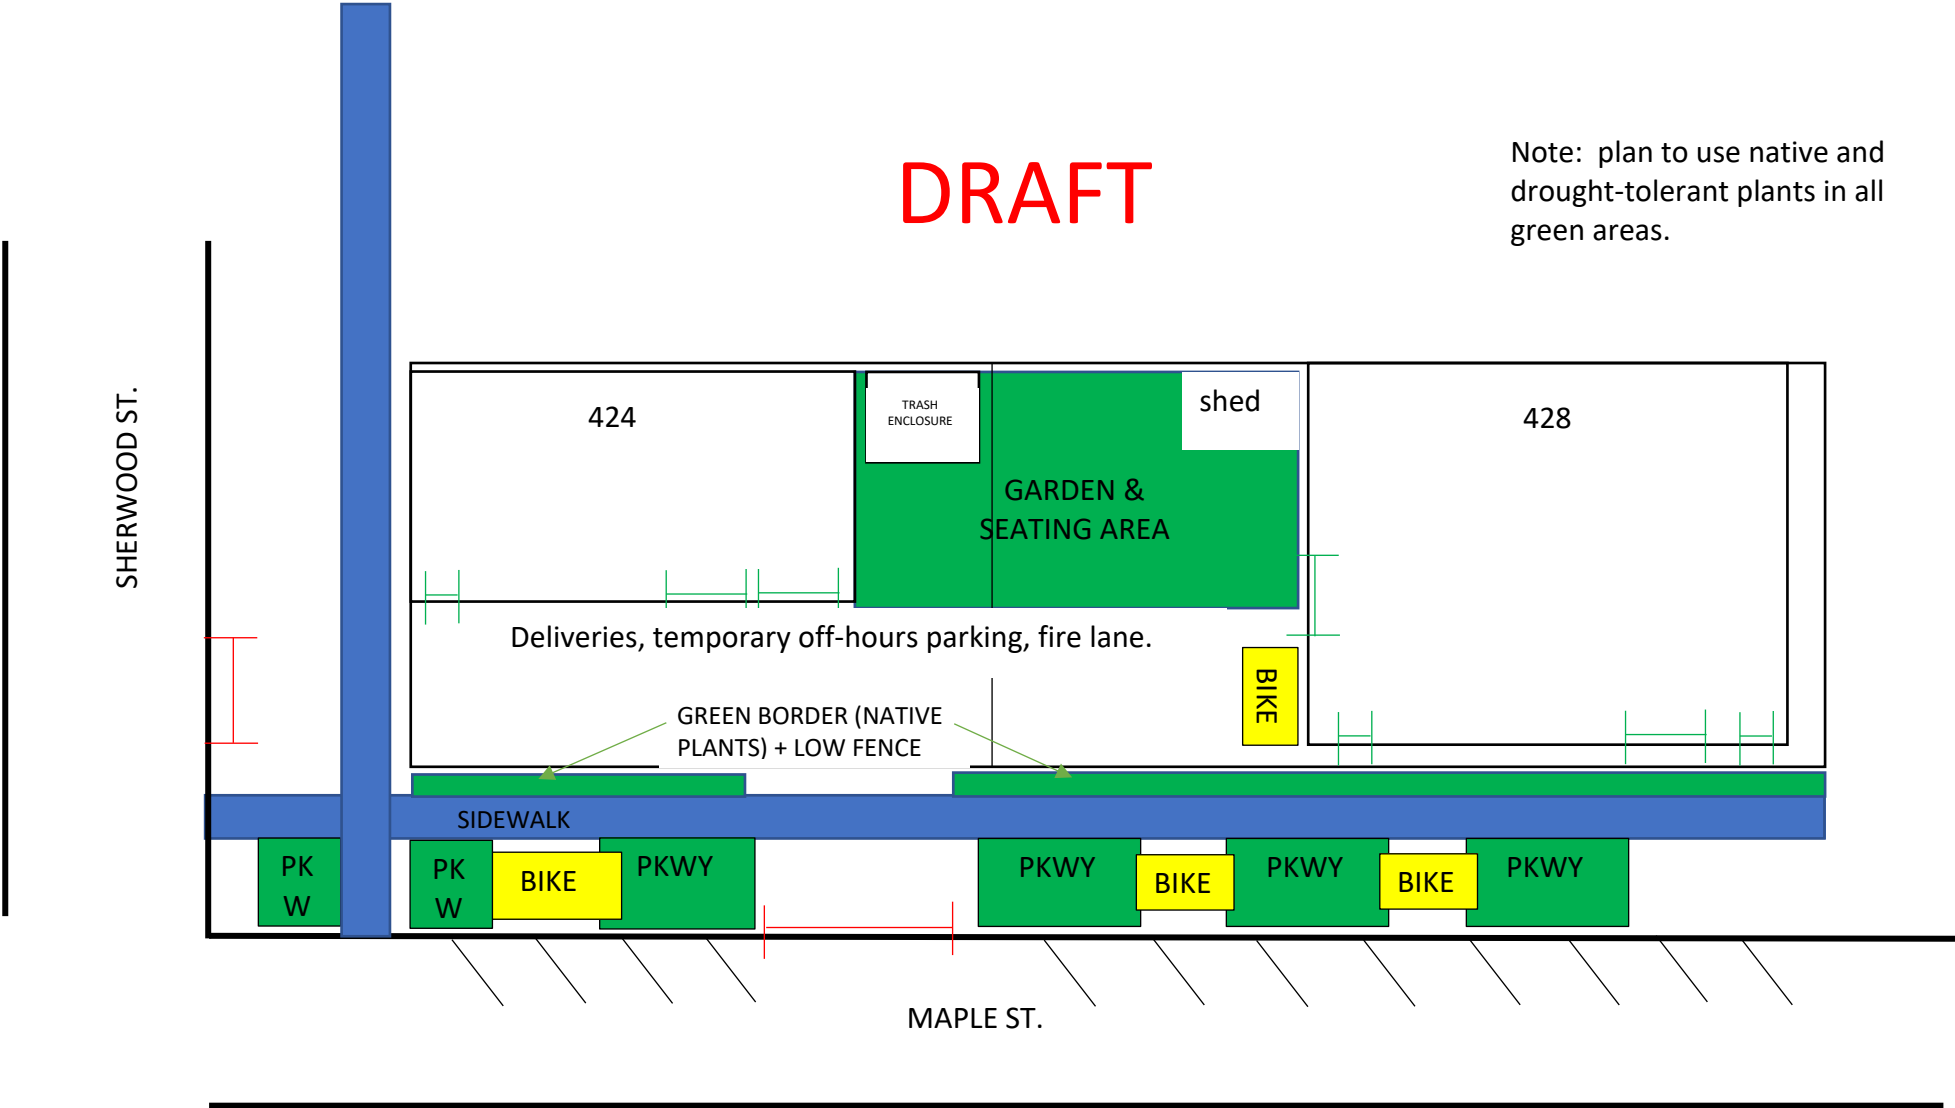 DRAFT
Note:  plan to use native and
drought-tolerant plants in all
green areas.
SHERWOOD ST.
424
TRASH
ENCLOSURE
shed
428
GARDEN &
SEATING AREA
Deliveries, temporary off-hours parking, fire lane.
BIKE
GREEN BORDER (NATIVE
PLANTS) + LOW FENCE
SIDEWALK
PK
W
PK
W
BIKE
PKWY
PKWY
BIKE
PKWY
BIKE
PKWY
MAPLE ST.